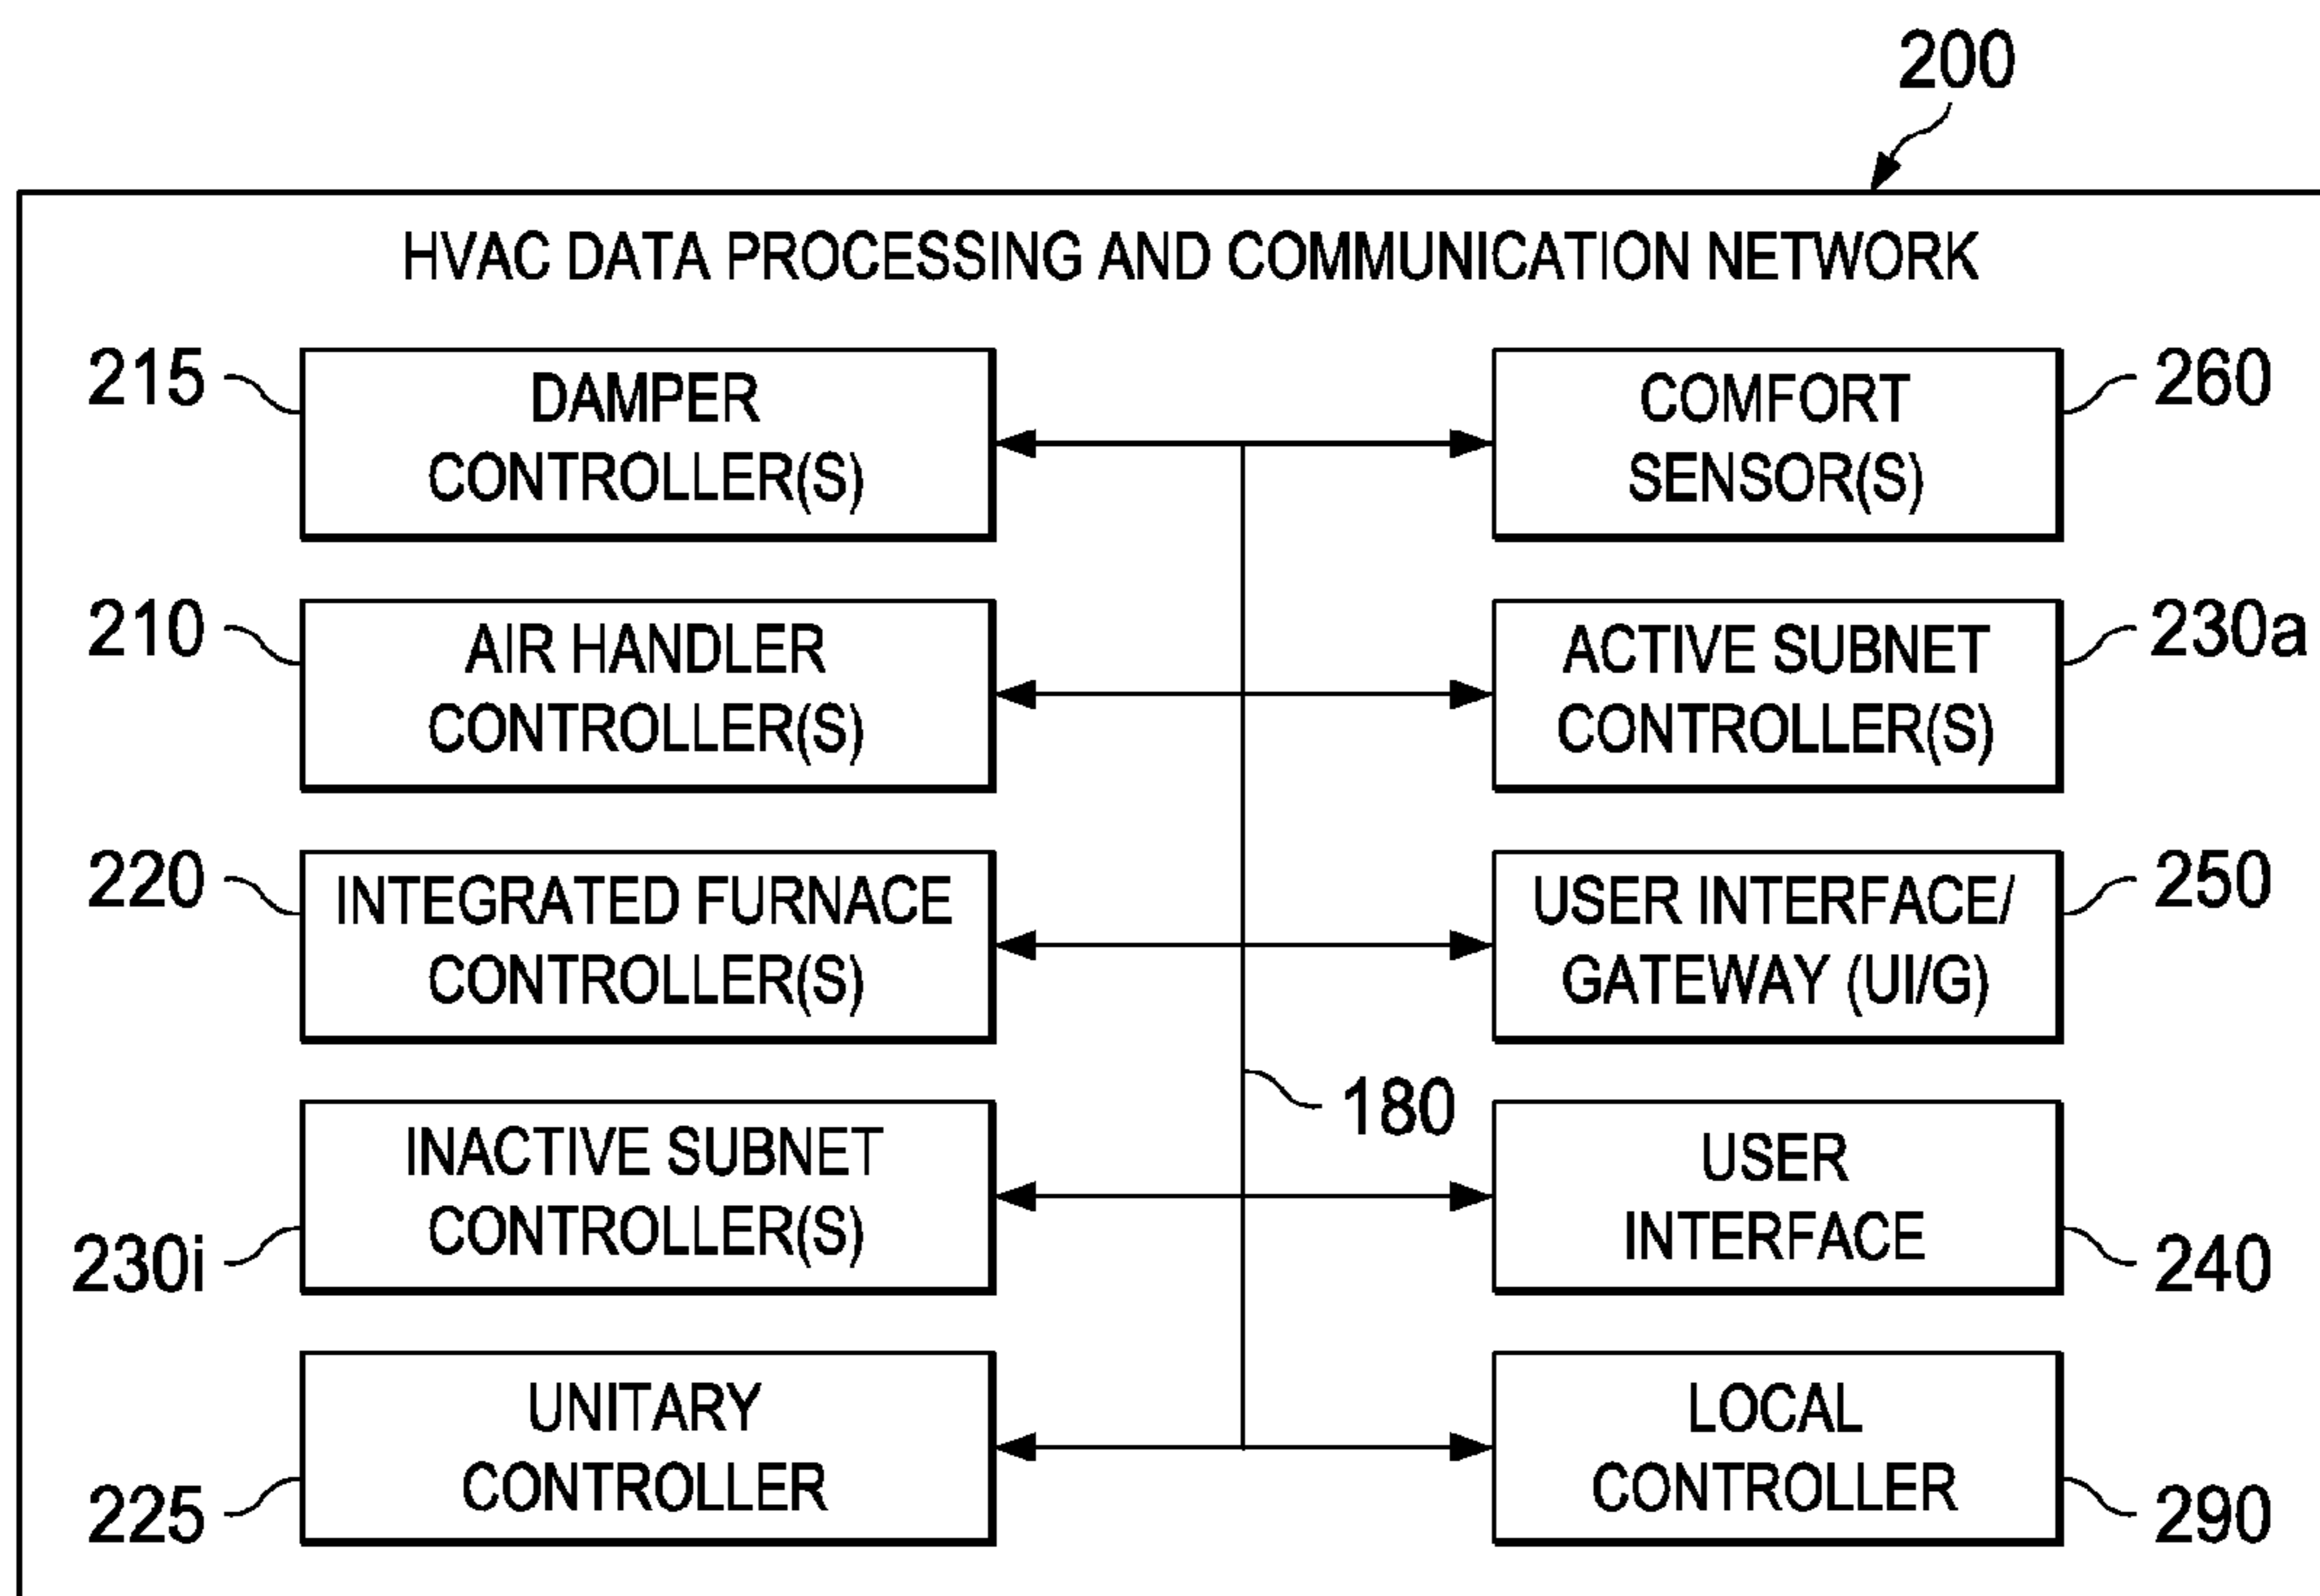 200
HVAC DATA PROCESSING AND COMMUNICATION NETWORK
215
DAMPER
CONTROLLER(S)
COMFORT
SENSOR(S)
260
210
AIR HANDLER
CONTROLLER(S)
ACTIVE SUBNET
CONTROLLER(S)
230a
220
INTEGRATED FURNACE
CONTROLLER(S)
USER INTERFACE/
GATEWAY (UI/G)
250
180
INACTIVE SUBNET
CONTROLLER(S)
230i
USER
INTERFACE
240
UNITARY
CONTROLLER
225
LOCAL
CONTROLLER
290